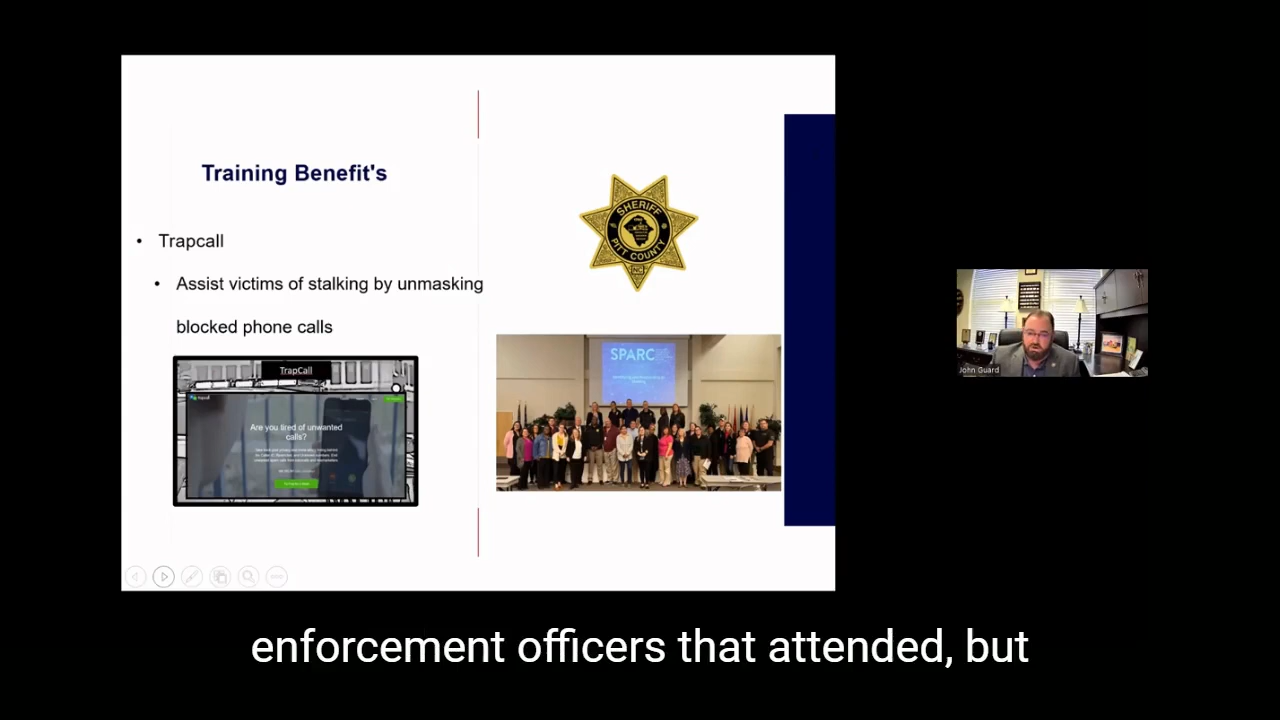 Training Benefit's
• Trapcall
• Assist victims of stalking by unmasking
blocked phone calls
TrapCall
Are you tired of unwanted
calls?
SHERIFF
PITT COUNTY
NC
SPARC
John Guard
enforcement officers that attended, but